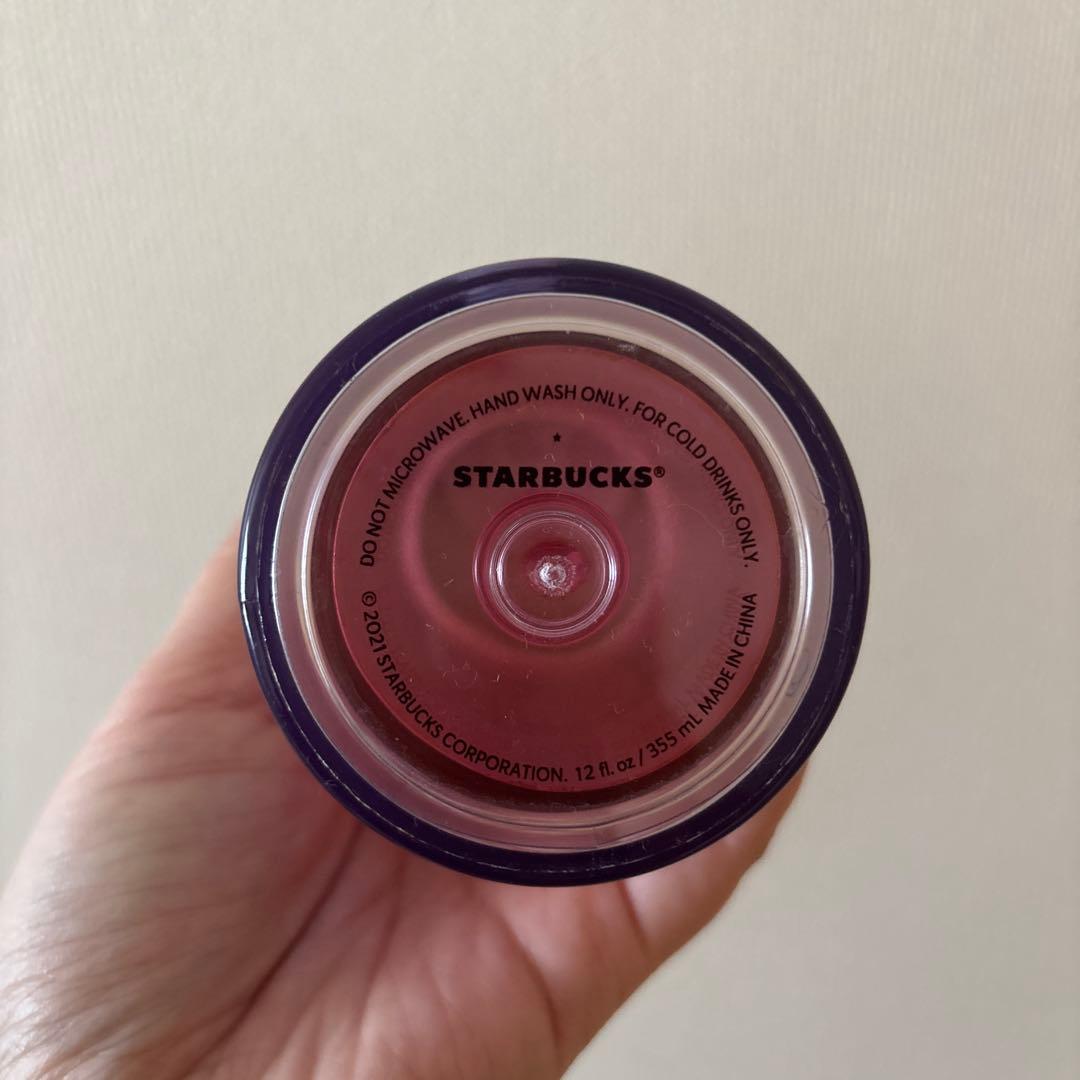 DO NOT MICROWAVE. HAND WASH ONLY. FOR COLD DRINKS ONLY.
STARBUCKS®
© 2021 STARBUCKS CORPORATION. 12 fl. oz / 355 mL MADE IN CHINA